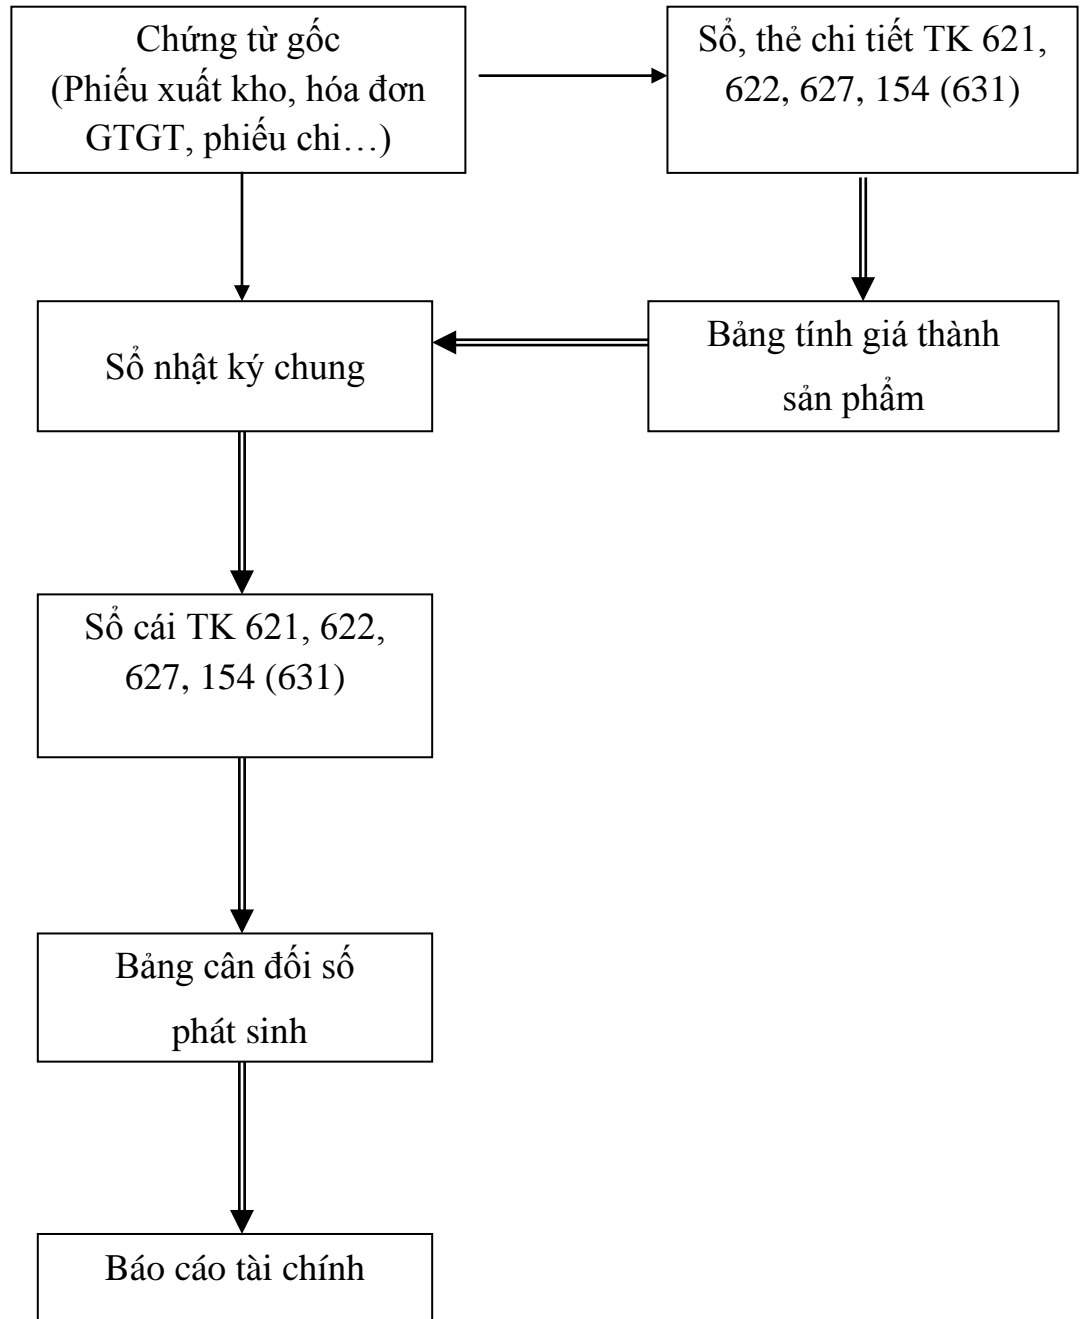 Chứng từ gốc
(Phiếu xuất kho, hóa đơn
GTGT, phiếu chi…)
Sổ, thẻ chi tiết TK 621,
622, 627, 154 (631)
Sổ nhật ký chung
Bảng tính giá thành
sản phẩm
Sổ cái TK 621, 622,
627, 154 (631)
Bảng cân đối số
phát sinh
Báo cáo tài chính